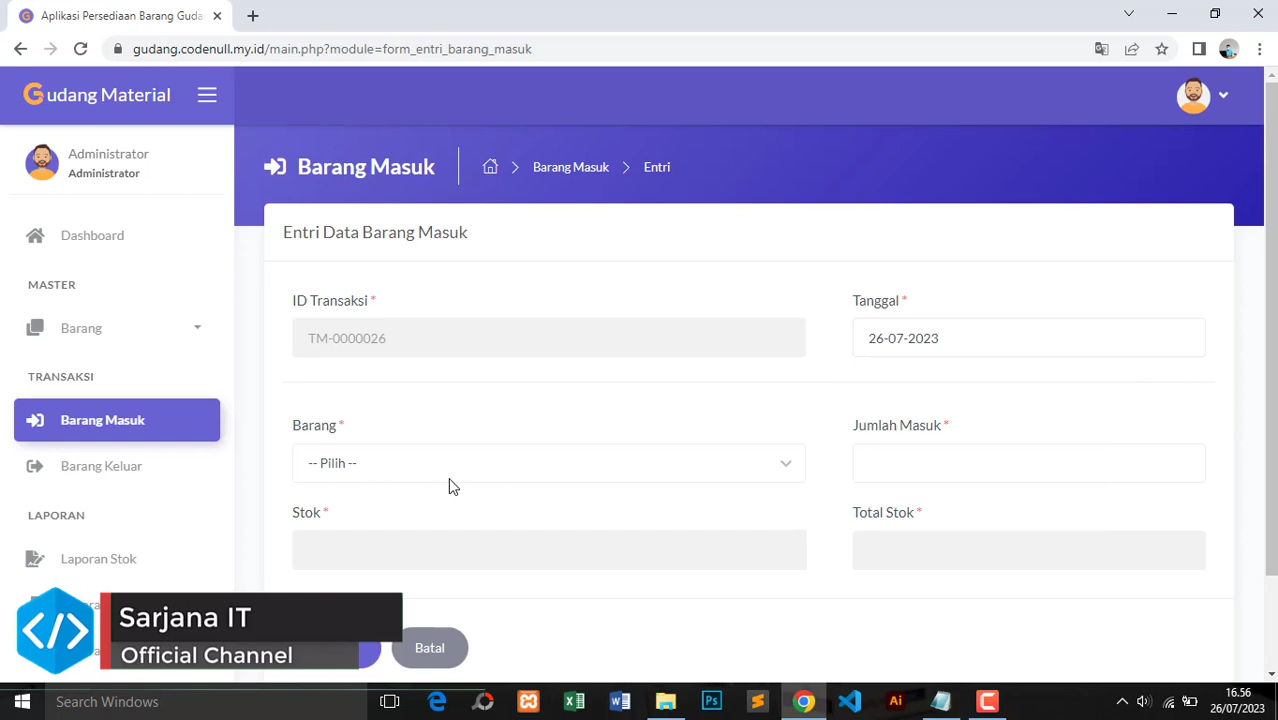 Aplikasi Persediaan Barang Guda
gudang.codenull.my.id/main.php?module=form_entri_barang_masuk
Gudang Material
Administrator
Administrator
Dashboard
MASTER
Barang
TRANSAKSI
Barang Masuk
Barang Keluar
LAPORAN
Laporan Stok
Barang Masuk
Barang Masuk
Entri
Entri Data Barang Masuk
ID Transaksi *
Tanggal *
TM-0000026
26-07-2023
Barang *
Jumlah Masuk *
-- Pilih --
Stok *
Total Stok *
Batal
Sarjana IT
Official Channel
Search Windows
16.56
26/07/2023